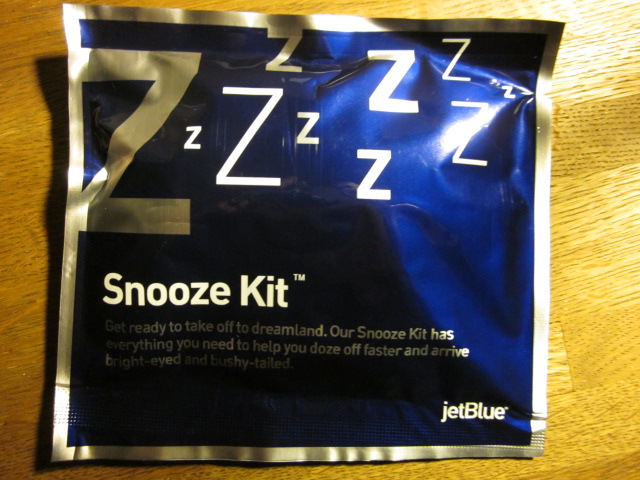 Z
Z
z
Z
z
Z
Z
Z
Z
z
z
Snooze Kit™
Get ready to take off to dreamland. Our Snooze Kit has
everything you need to help you doze off faster and arrive
bright-eyed and bushy-tailed.
jetBlue®